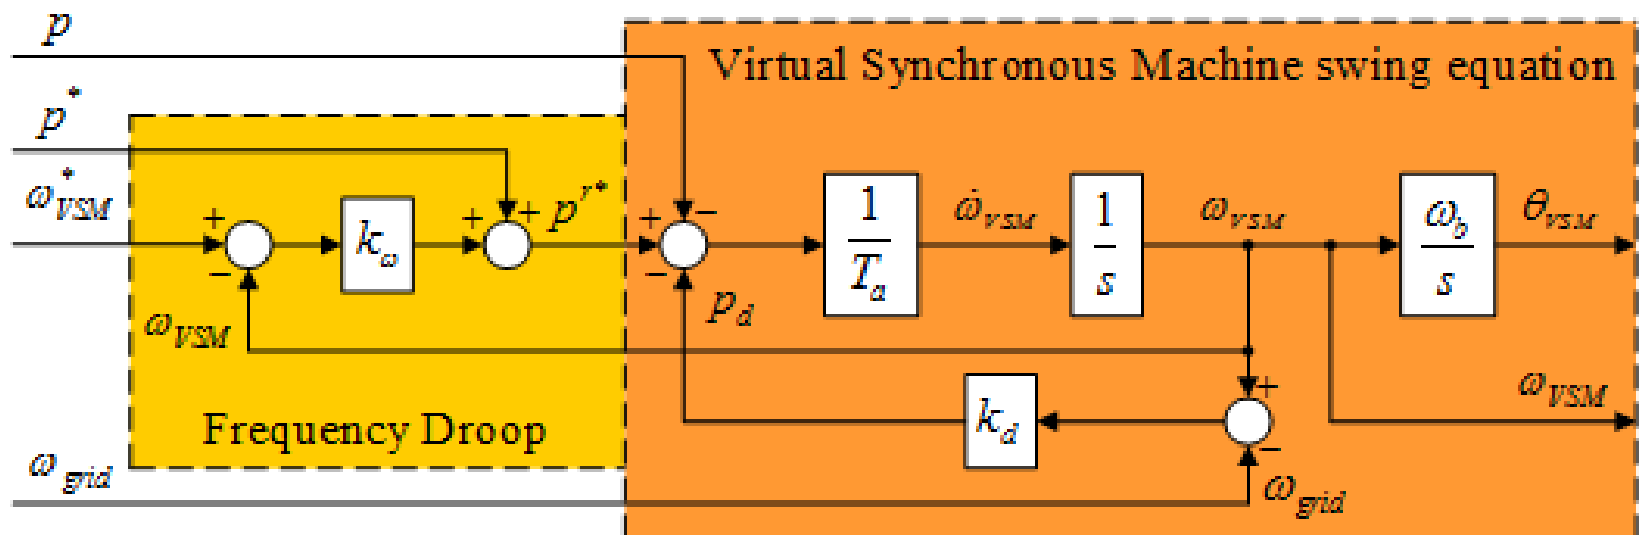 p
Virtual Synchronous Machine swing equation
p*
ω*VSM
+
−
kω
+
+
p^r*
+
−
−
1
Ta
ω̇VSM
1
s
ωVSM
ωb
s
θVSM
ωVSM
pd
kd
+
−
ωVSM
Frequency Droop
ωgrid
ωgrid